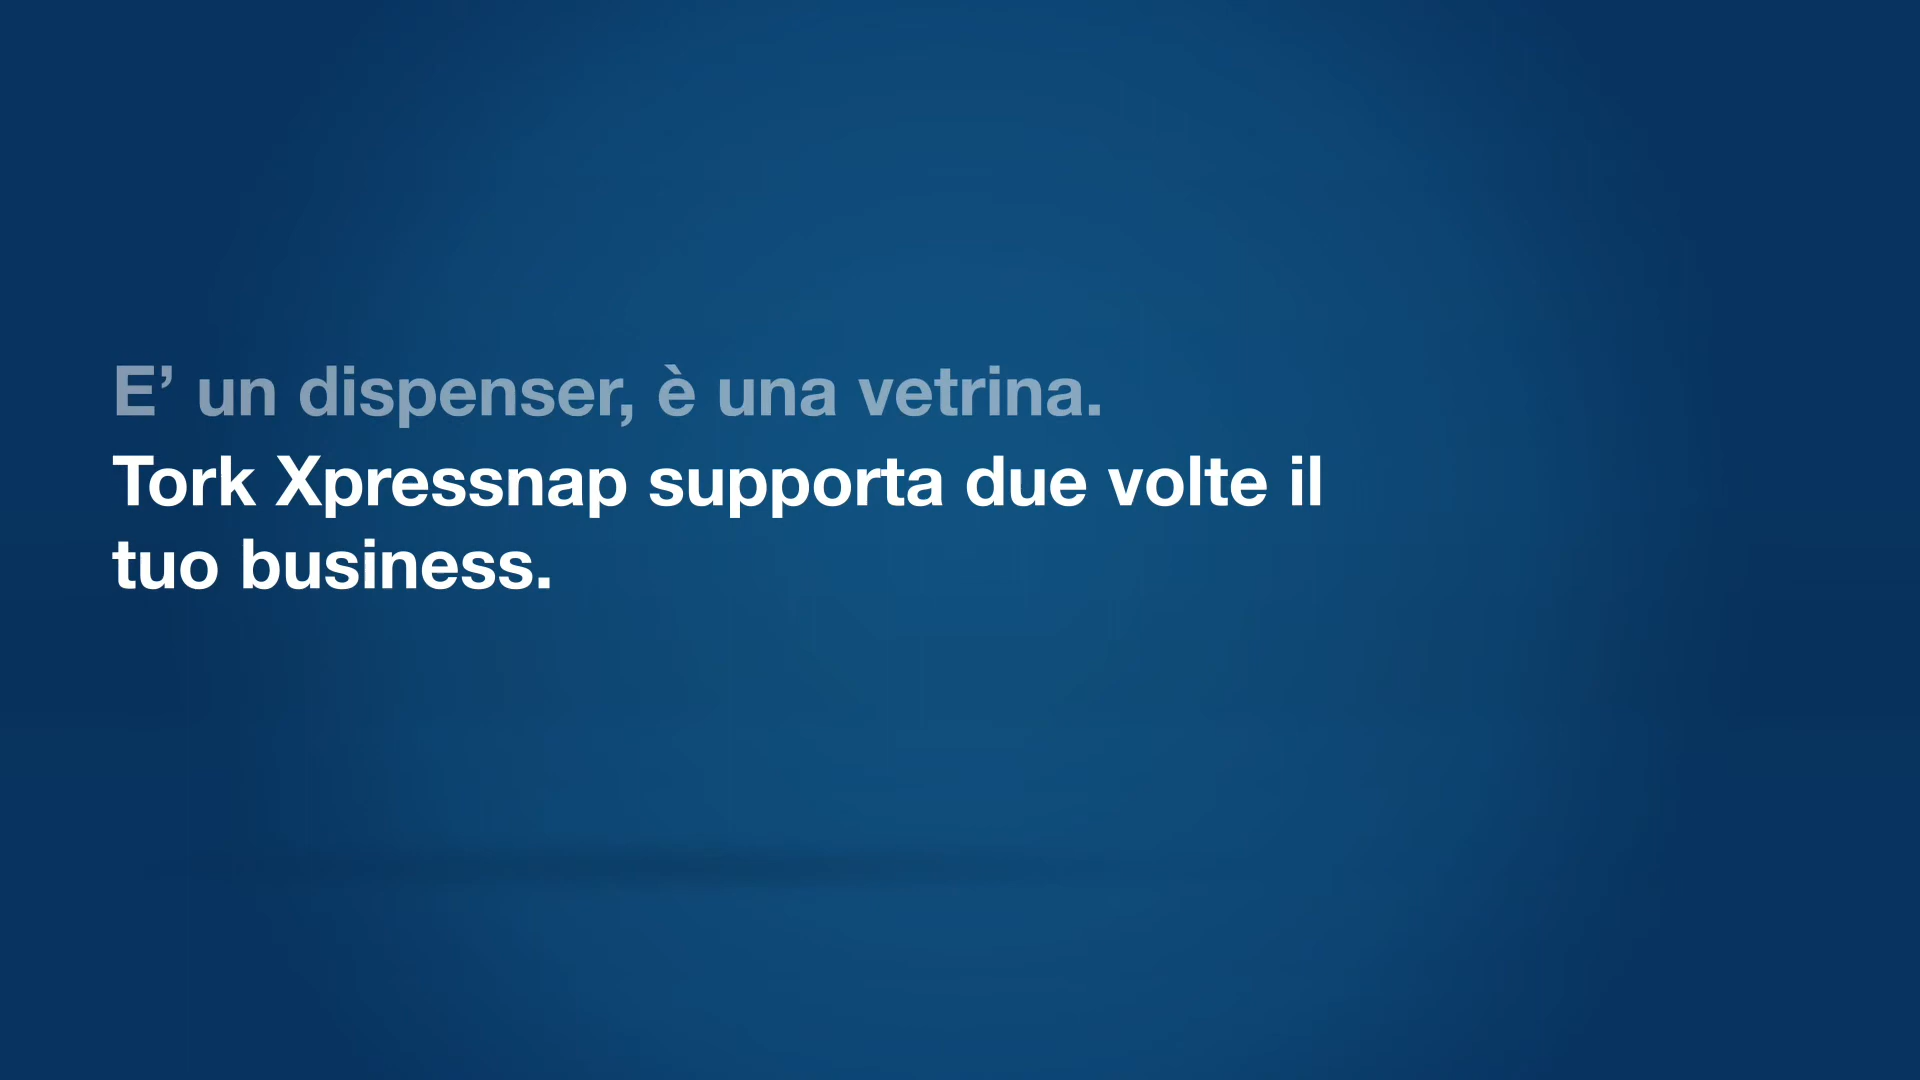 E’ un dispenser, è una vetrina.
Tork Xpressnap supporta due volte il
tuo business.